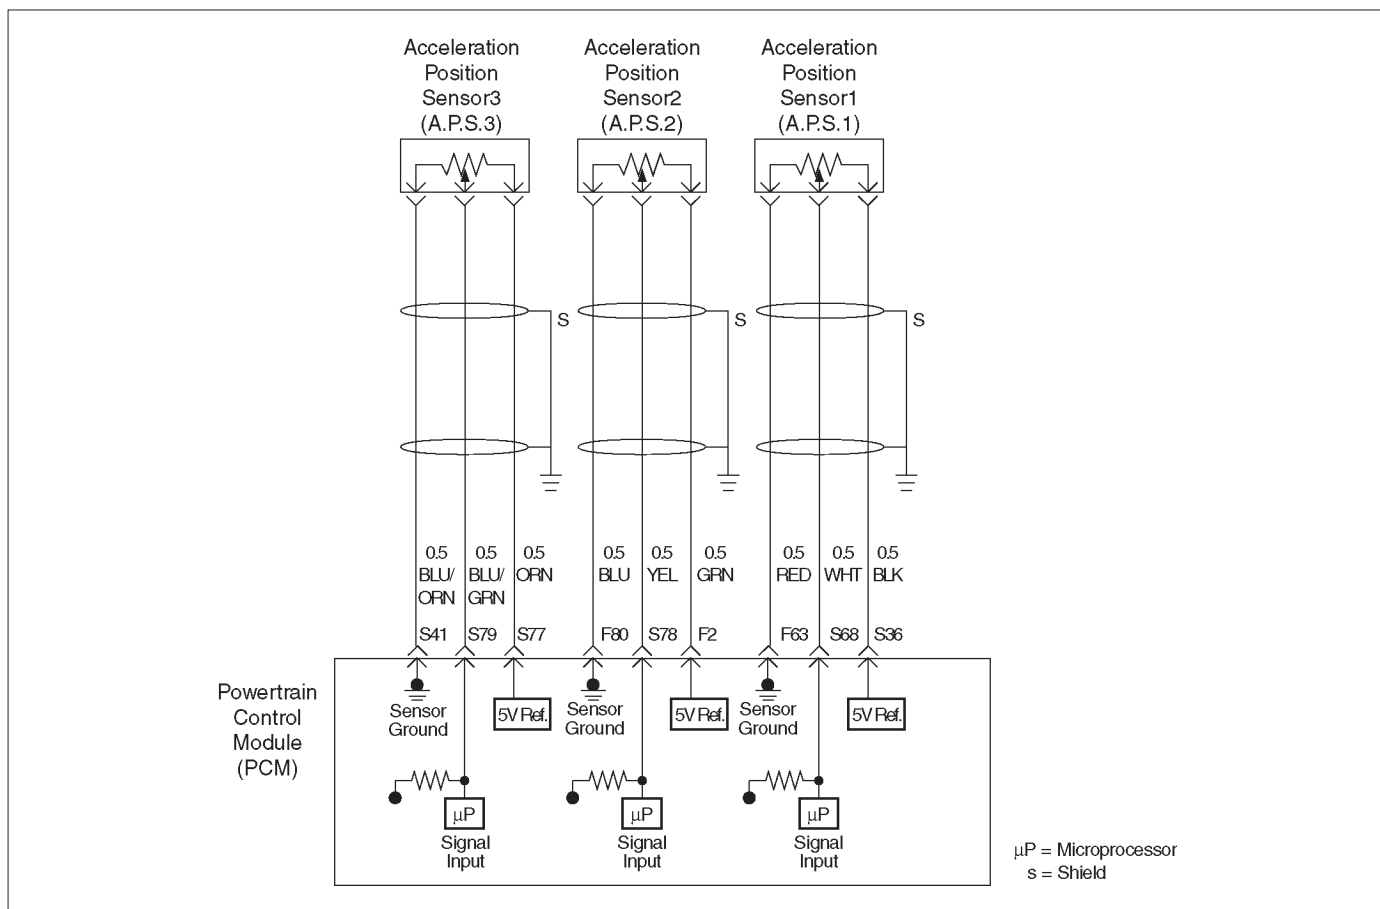 Acceleration
Position
Sensor3
(A.P.S.3)
Acceleration
Position
Sensor2
(A.P.S.2)
Acceleration
Position
Sensor1
(A.P.S.1)
S
S
S
0.5
BLU/
ORN
0.5
BLU/
GRN
0.5
ORN
0.5
BLU
0.5
YEL
0.5
GRN
0.5
RED
0.5
WHT
0.5
BLK
S41
S79
S77
F80
S78
F2
F63
S68
S36
Powertrain
Control
Module
(PCM)
Sensor
Ground
5V Ref.
Sensor
Ground
5V Ref.
Sensor
Ground
5V Ref.
µP
Signal
Input
µP
Signal
Input
µP
Signal
Input
µP = Microprocessor
s = Shield